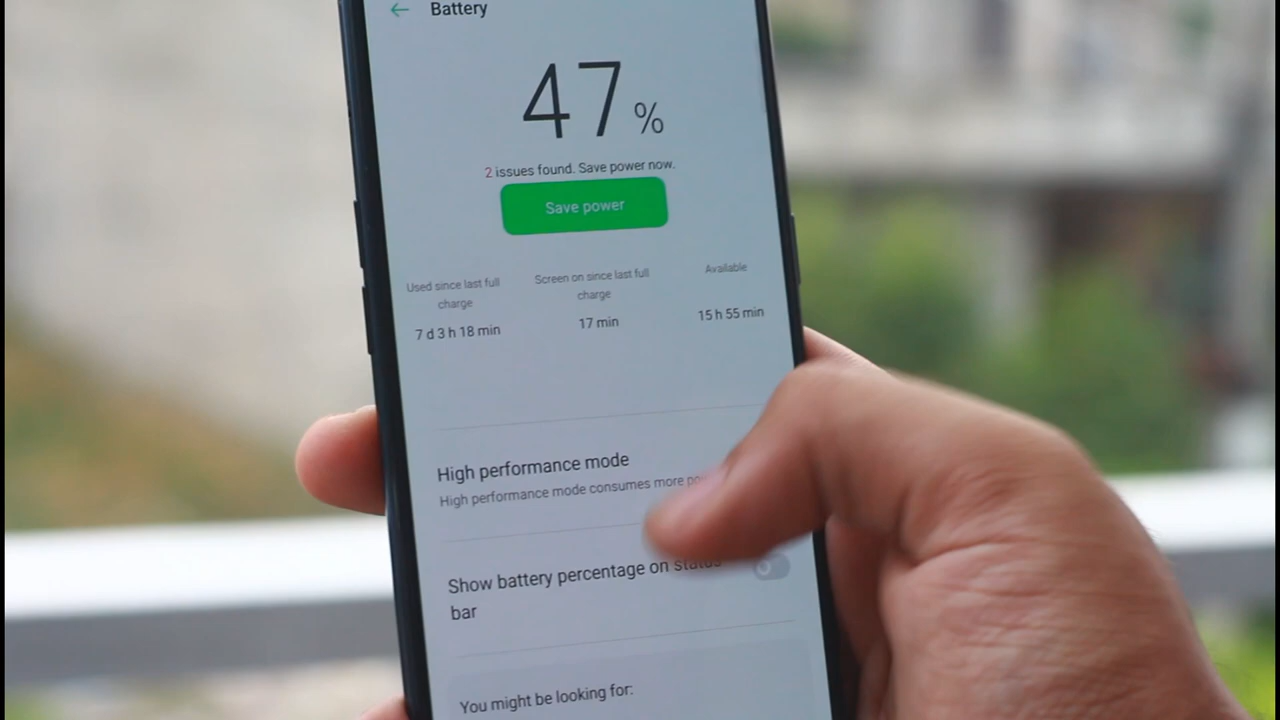 Battery
47 %
2 issues found. Save power now.
Save power
Used since last full
charge
7 d 3 h 18 min
Screen on since last full
charge
17 min
Available
15 h 55 min
High performance mode
High performance mode consumes more
Show battery percentage on status
bar
You might be looking for: